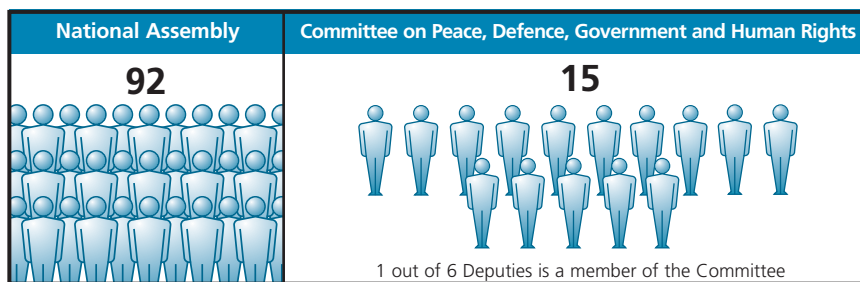 National Assembly
Committee on Peace, Defence, Government and Human Rights
92
15
1 out of 6 Deputies is a member of the Committee